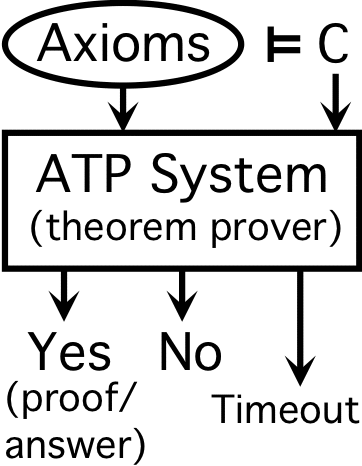 Axioms ⊨ C
ATP System
(theorem prover)
Yes No
(proof/
answer)
Timeout